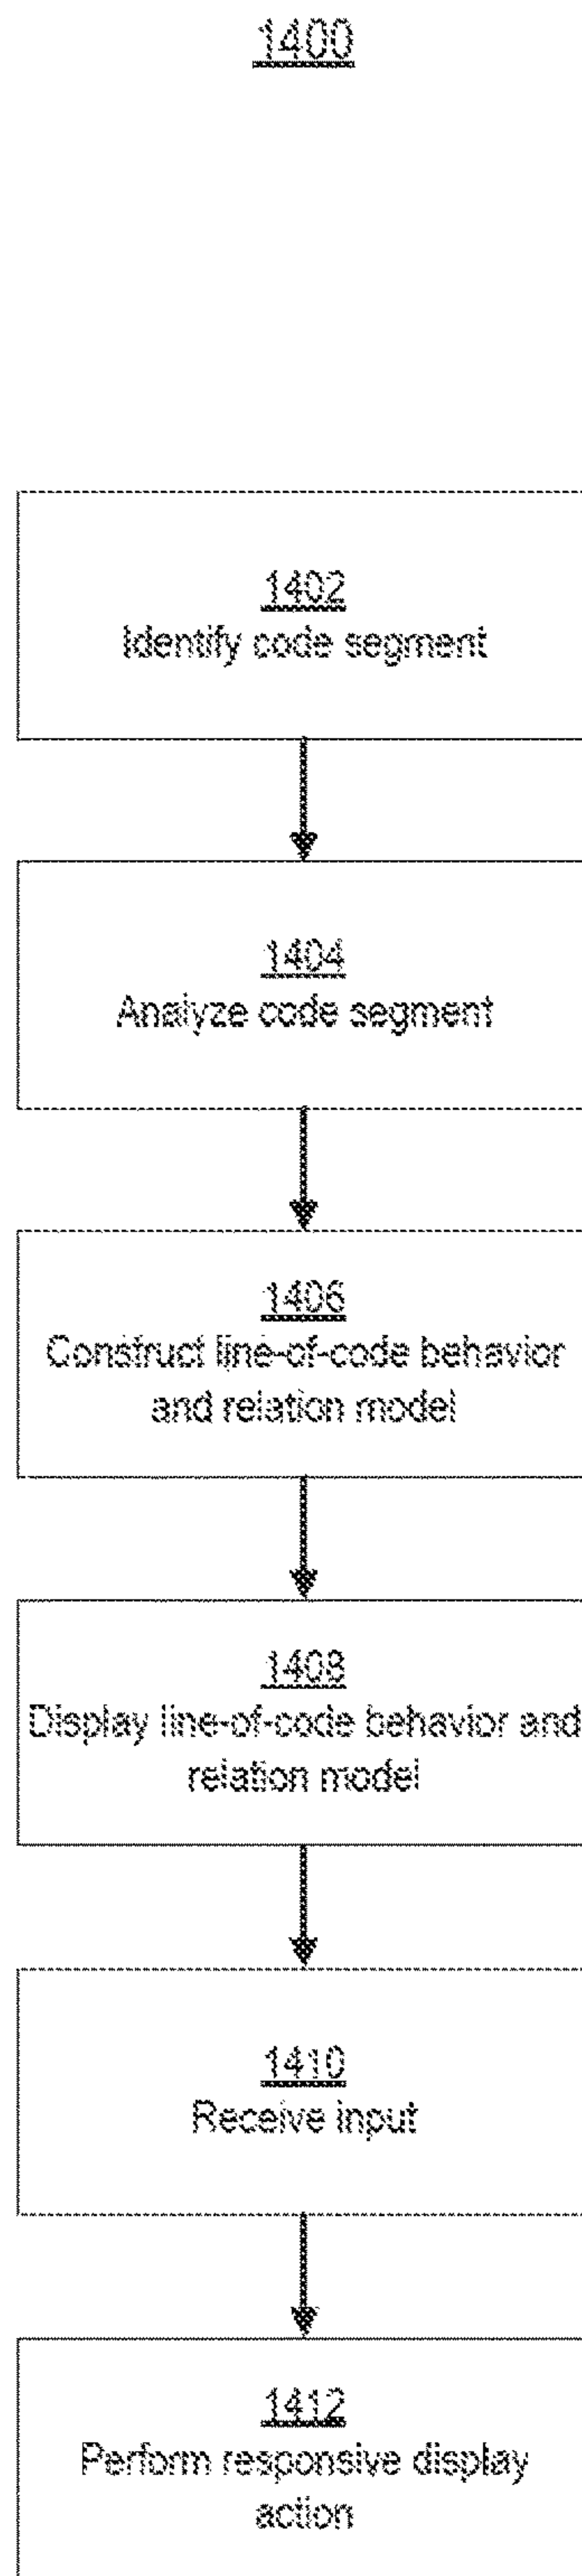 1400
1402
Identify code segment
1404
Analyze code segment
1406
Construct line-of-code behavior
and relation model
1408
Display line-of-code behavior and
relation model
1410
Receive input
1412
Perform responsive display
action